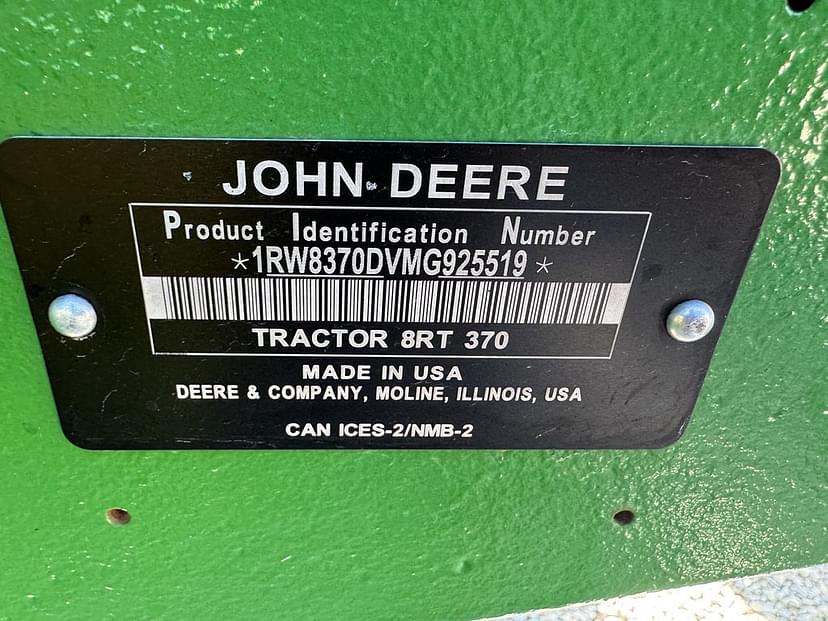 JOHN DEERE
Product Identification Number
*1RW8370DVMG925519*
TRACTOR 8RT 370
MADE IN USA
DEERE & COMPANY, MOLINE, ILLINOIS, USA
CAN ICES-2/NMB-2